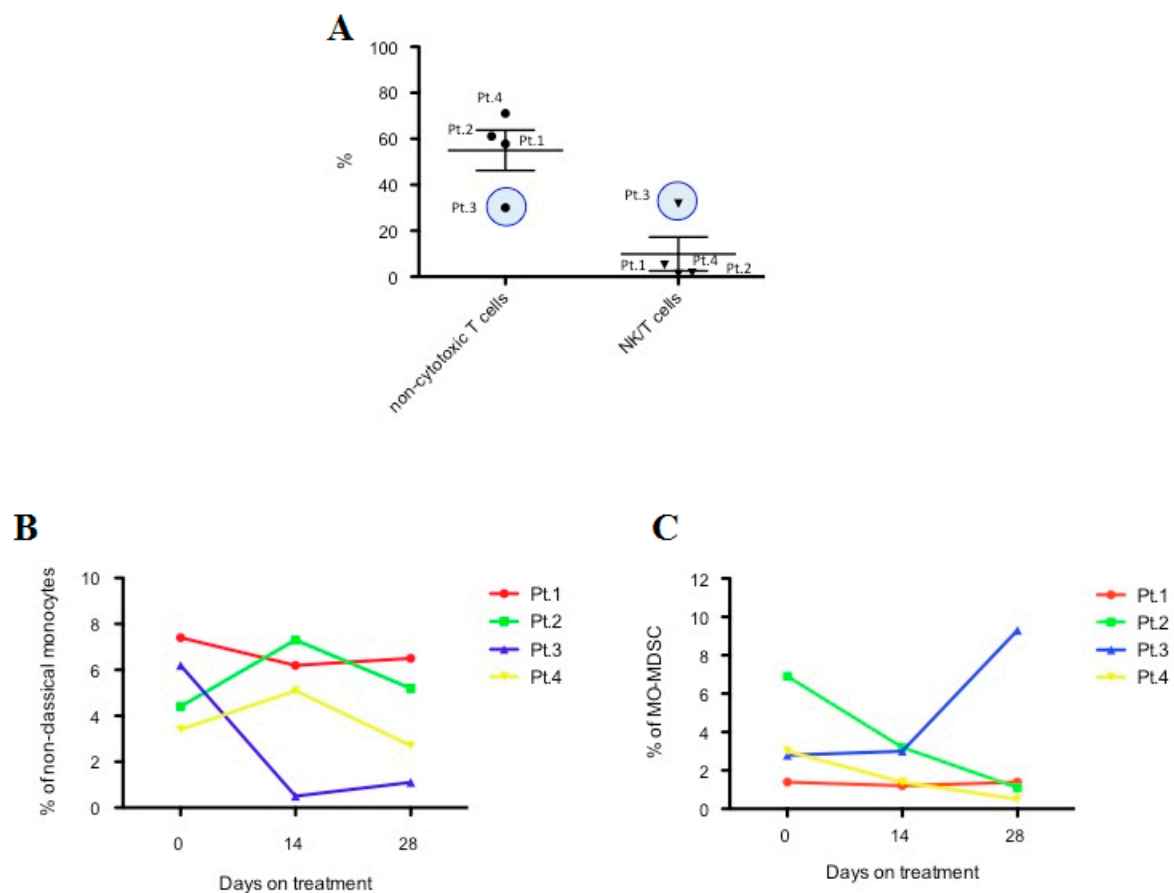 A
100
80
60
40
20
0
%
Pt.4
Pt.2
Pt.1
Pt.3
Pt.3
Pt.1
Pt.4
Pt.2
non-cytotoxic T cells
NK/T cells
B
% of non-classical monocytes
10
8
6
4
2
0
0 14 28
Days on treatment
Pt.1
Pt.2
Pt.3
Pt.4
C
% of MO-MDSC
12
10
8
6
4
2
0
0 14 28
Days on treatment
Pt.1
Pt.2
Pt.3
Pt.4